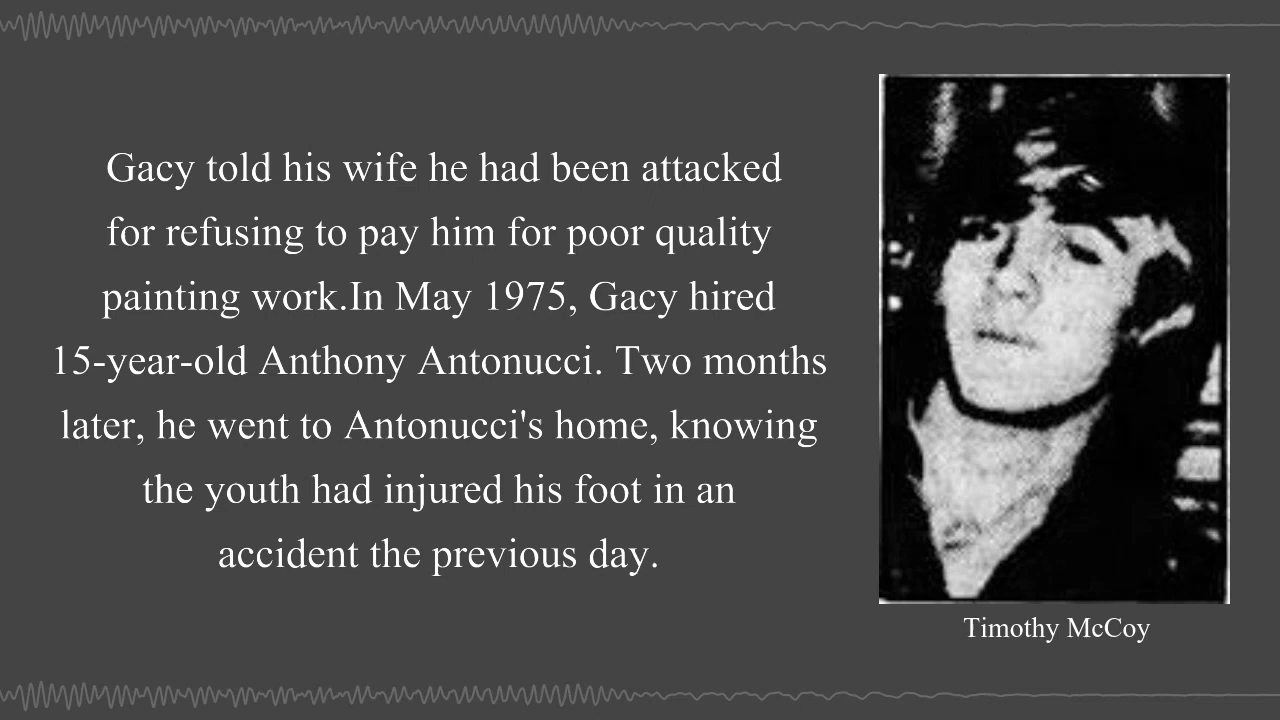 Gacy told his wife he had been attacked
for refusing to pay him for poor quality
painting work.In May 1975, Gacy hired
15-year-old Anthony Antonucci. Two months
later, he went to Antonucci's home, knowing
the youth had injured his foot in an
accident the previous day.
Timothy McCoy